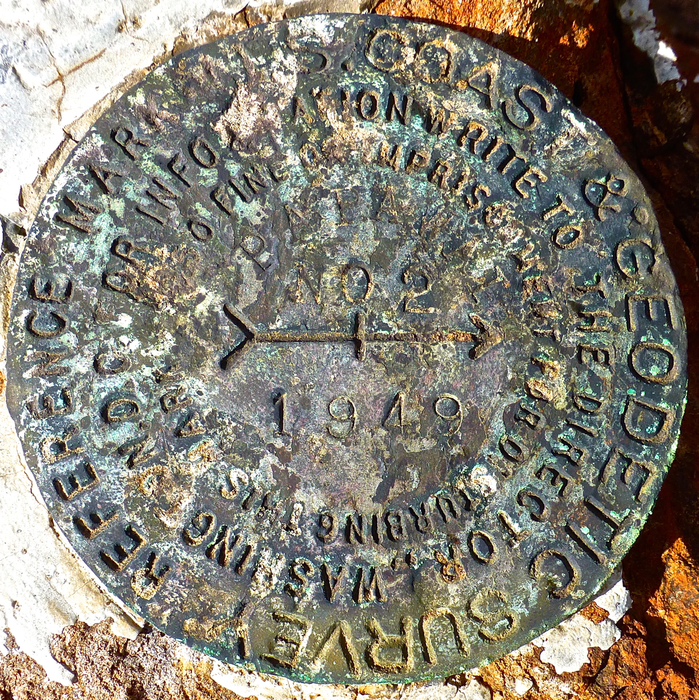 U.S. COAST & GEODETIC SURVEY
REFERENCE MARK
FOR INFORMATION WRITE TO THE DIRECTOR, WASHINGTON, D.C.
FINE OR IMPRISONMENT FOR DISTURBING THIS MARK
NO 2
1949